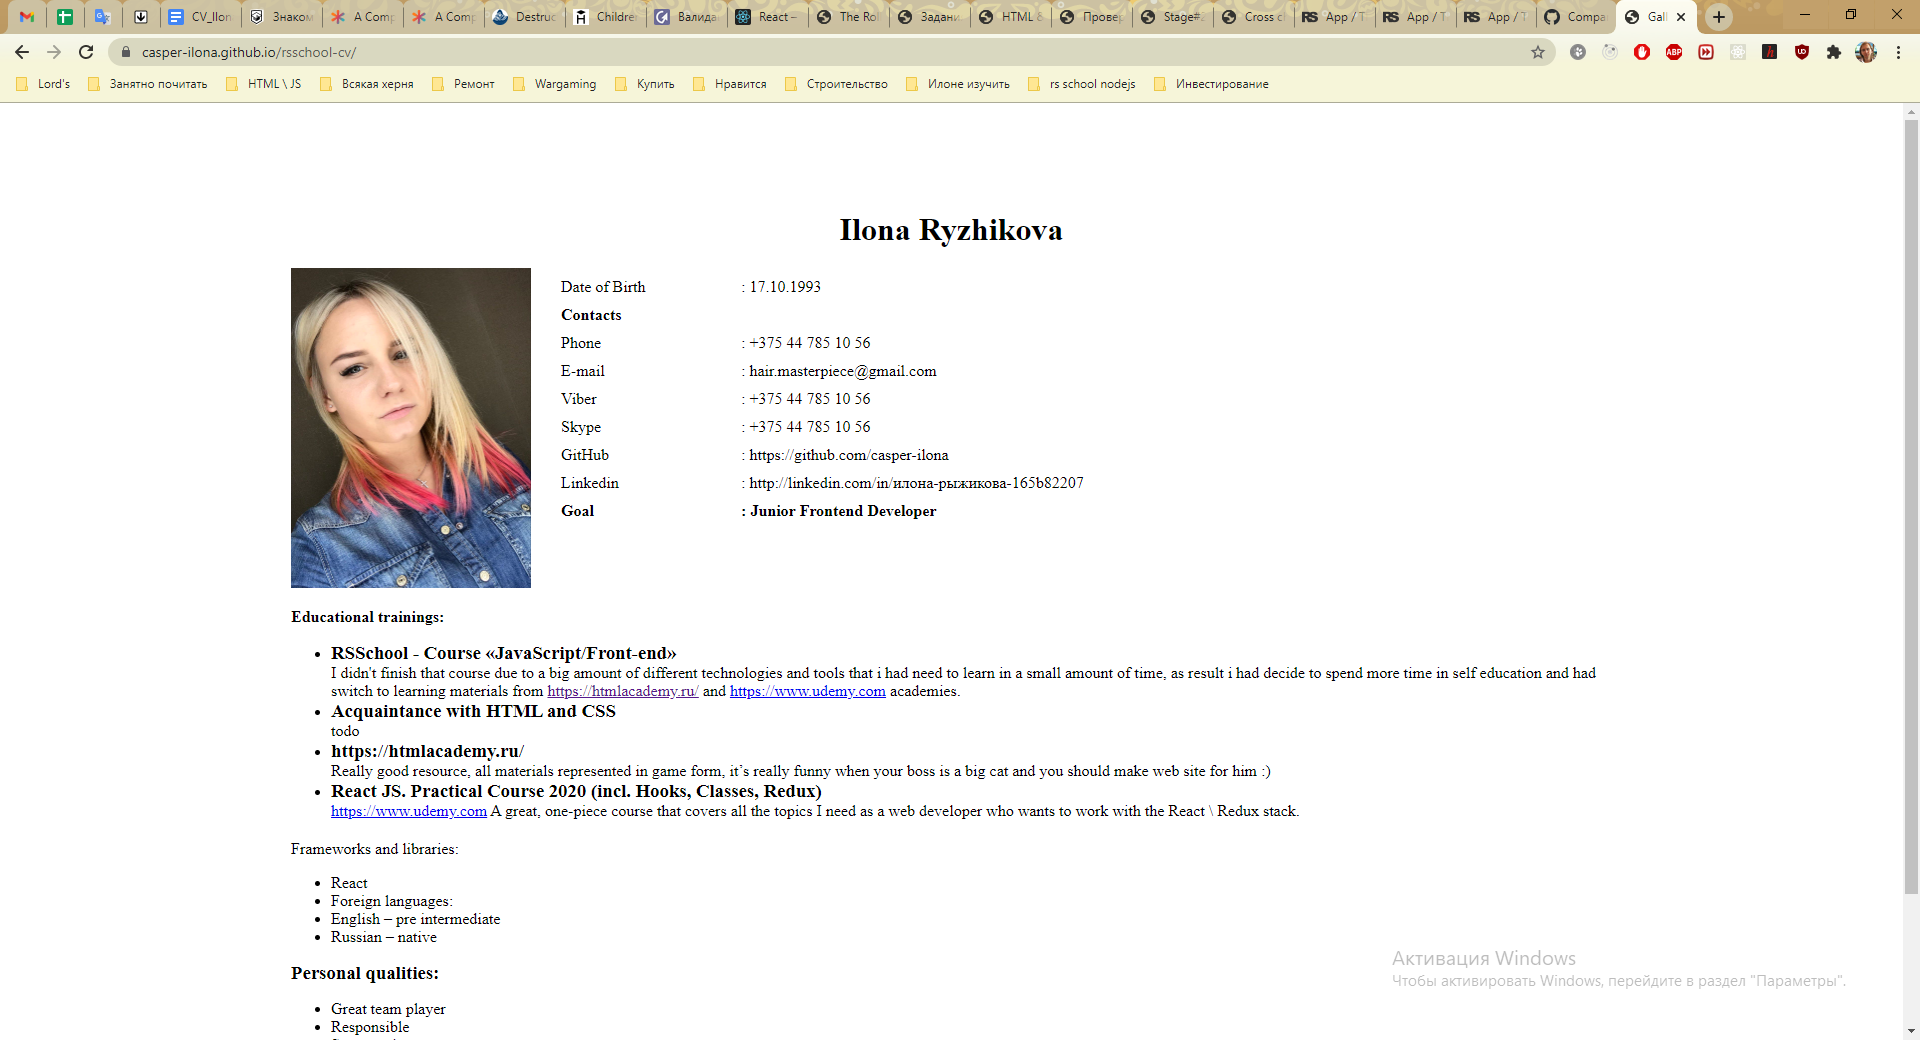 CV_Ilon
Знаком
A Comp
A Comp
Destruc
Childre
Валида
React –
The Rol
Задани
HTML &
Провер
Stage#
Cross c
App / T
App / T
App / T
Compa
Gall
casper-ilona.github.io/rsschool-cv/
Lord's
Занятно почитать
HTML \ JS
Всякая херня
Ремонт
Wargaming
Купить
Нравится
Строительство
Илоне изучить
rs school nodejs
Инвестирование
Ilona Ryzhikova
Date of Birth : 17.10.1993
Contacts
Phone : +375 44 785 10 56
E-mail : hair.masterpiece@gmail.com
Viber : +375 44 785 10 56
Skype : +375 44 785 10 56
GitHub : https://github.com/casper-ilona
Linkedin : http://linkedin.com/in/илона-рыжикова-165b82207
Goal : Junior Frontend Developer
Educational trainings:
RSSchool - Course «JavaScript/Front-end»
I didn't finish that course due to a big amount of different technologies and tools that i had need to learn in a small amount of time, as result i had decide to spend more time in self education and had
switch to learning materials from https://htmlacademy.ru/ and https://www.udemy.com academies.
Acquaintance with HTML and CSS
todo
https://htmlacademy.ru/
Really good resource, all materials represented in game form, it’s really funny when your boss is a big cat and you should make web site for him :)
React JS. Practical Course 2020 (incl. Hooks, Classes, Redux)
https://www.udemy.com A great, one-piece course that covers all the topics I need as a web developer who wants to work with the React \ Redux stack.
Frameworks and libraries:
React
Foreign languages:
English – pre intermediate
Russian – native
Personal qualities:
Great team player
Responsible
Активация Windows
Чтобы активировать Windows, перейдите в раздел "Параметры".